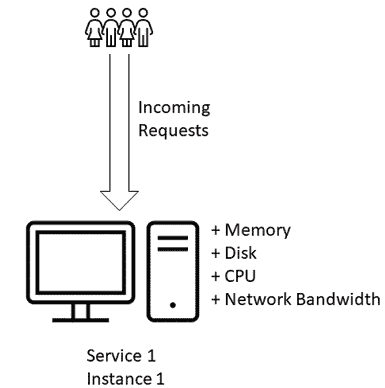 Incoming
Requests
+ Memory
+ Disk
+ CPU
+ Network Bandwidth
Service 1
Instance 1